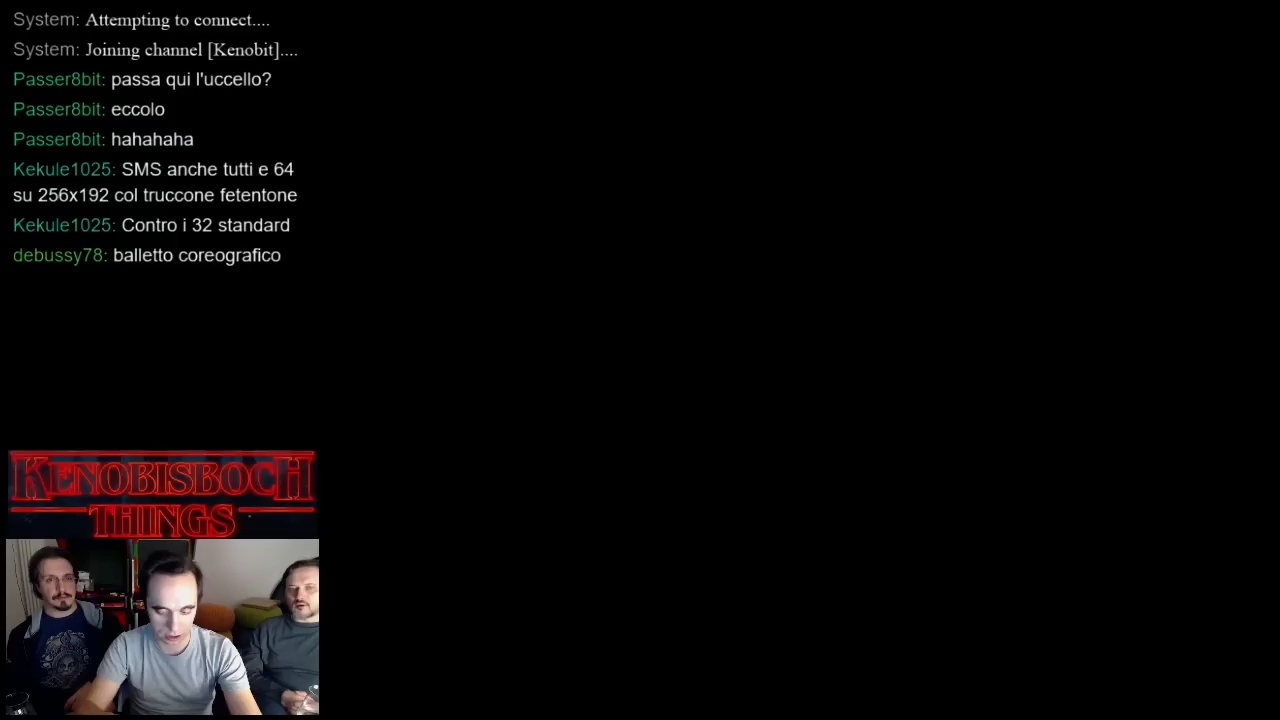 System: Attempting to connect....
System: Joining channel [Kenobit]....
Passer8bit: passa qui l'uccello?
Passer8bit: eccolo
Passer8bit: hahahaha
Kekule1025: SMS anche tutti e 64
su 256x192 col truccone fetentone
Kekule1025: Contro i 32 standard
debussy78: balletto coreografico
KENOBISBOCH
THINGS